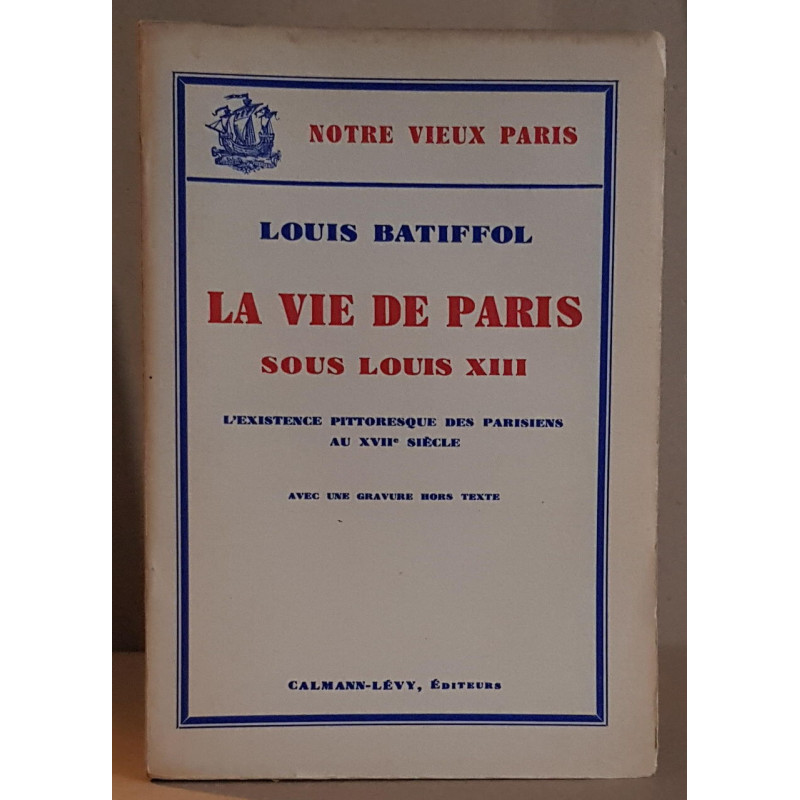 NOTRE VIEUX PARIS
LOUIS BATIFFOL
LA VIE DE PARIS
SOUS LOUIS XIII
L'EXISTENCE PITTORESQUE DES PARISIENS
AU XVIIe SIÈCLE
AVEC UNE GRAVURE HORS TEXTE
CALMANN-LÉVY, ÉDITEURS